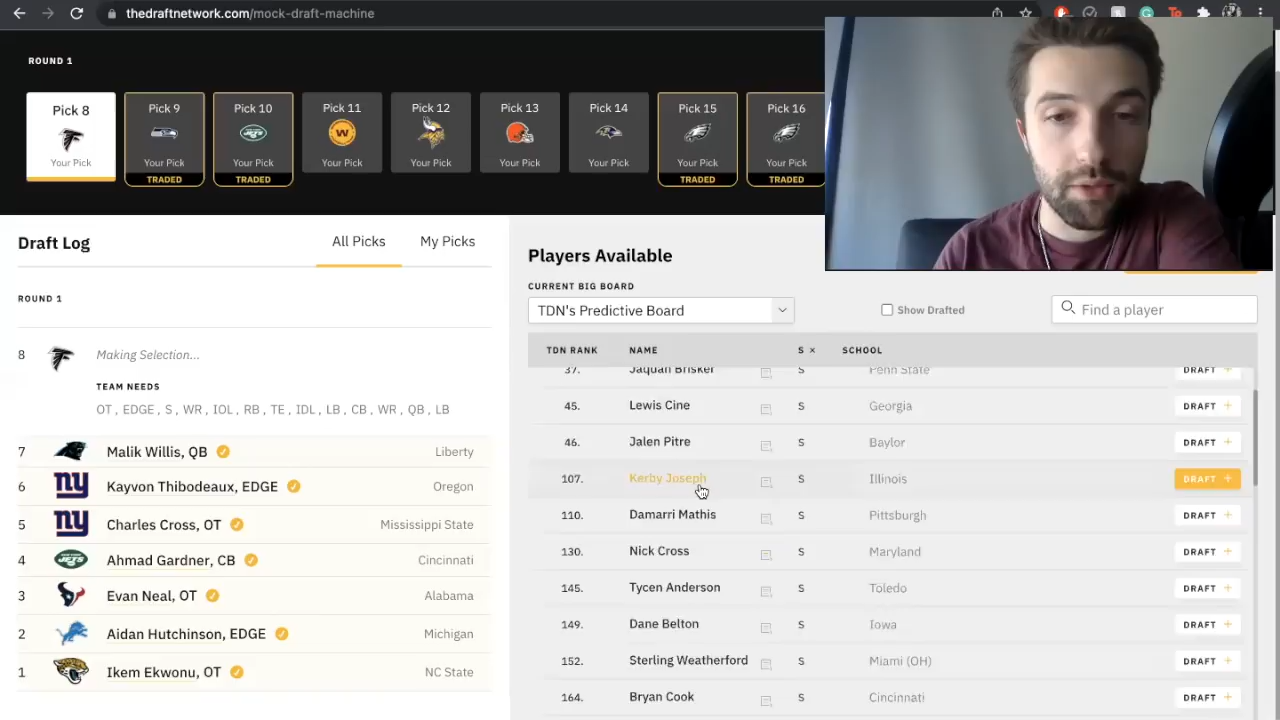 thedraftnetwork.com/mock-draft-machine
ROUND 1
Pick 8
Your Pick
Pick 9
Your Pick
TRADED
Pick 10
Your Pick
TRADED
Pick 11
W
Your Pick
Pick 12
Your Pick
Pick 13
Your Pick
Pick 14
Your Pick
Pick 15
Your Pick
TRADED
Pick 16
Your Pick
TRADED
Draft Log
All Picks
My Picks
ROUND 1
8 Making Selection...
TEAM NEEDS
OT , EDGE , S , WR , IOL , RB , TE , IDL , LB , CB , WR , QB , LB
7 Malik Willis, QB Liberty
6 ny Kayvon Thibodeaux, EDGE Oregon
5 ny Charles Cross, OT Mississippi State
4 JETS Ahmad Gardner, CB Cincinnati
3 Evan Neal, OT Alabama
2 Aidan Hutchinson, EDGE Michigan
1 Ikem Ekwonu, OT NC State
Players Available
CURRENT BIG BOARD
TDN's Predictive Board
Show Drafted
Find a player
TDN RANK NAME S × SCHOOL
37. Jaquan Brisker S Penn State DRAFT +
45. Lewis Cine S Georgia DRAFT +
46. Jalen Pitre S Baylor DRAFT +
107. Kerby Joseph S Illinois DRAFT +
110. Damarri Mathis S Pittsburgh DRAFT +
130. Nick Cross S Maryland DRAFT +
145. Tycen Anderson S Toledo DRAFT +
149. Dane Belton S Iowa DRAFT +
152. Sterling Weatherford S Miami (OH) DRAFT +
164. Bryan Cook S Cincinnati DRAFT +